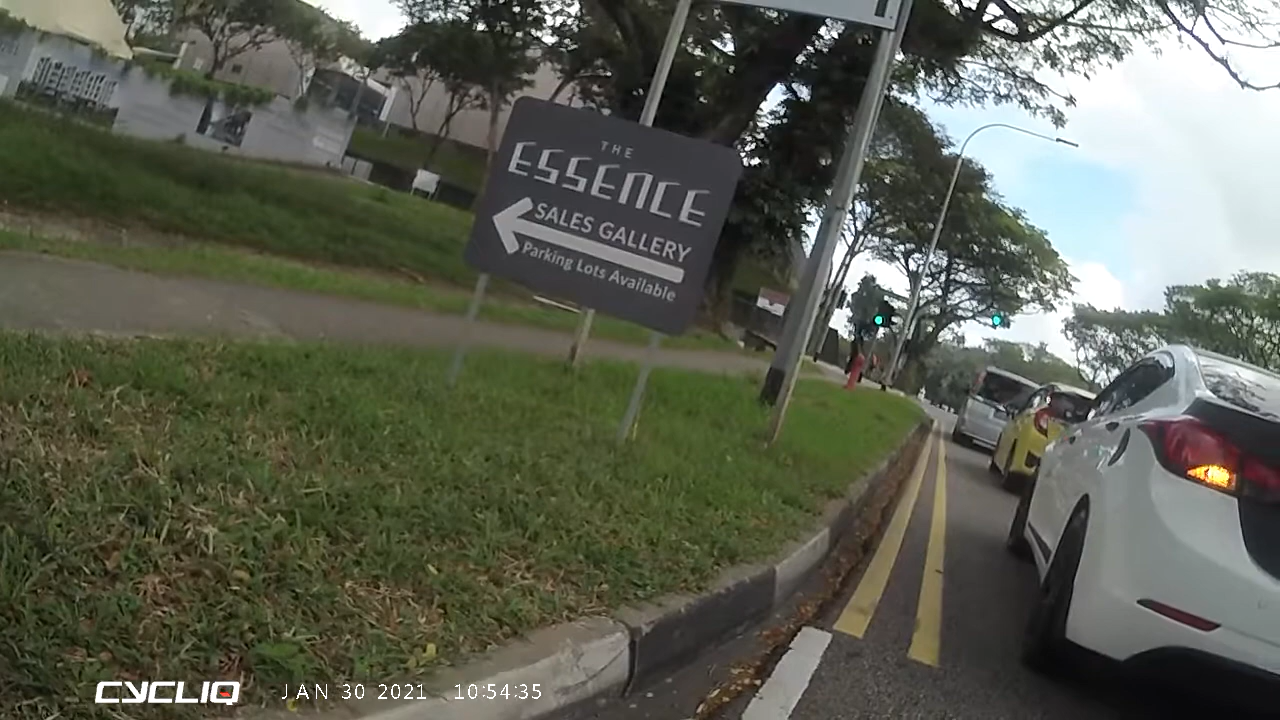 THE
ESSENCE
SALES GALLERY
Parking Lots Available
CYCLIQ JAN 30 2021 10:54:35